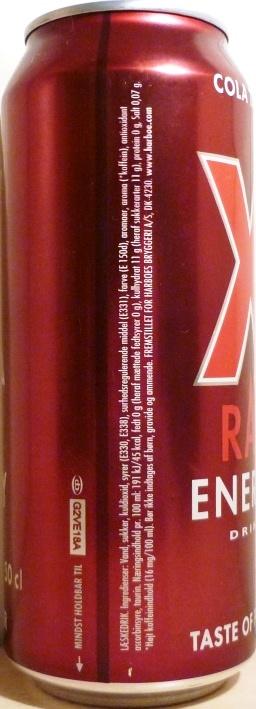 COLA
X
RA
ENER
DRIN
TASTE OF
50 cl
LÆSKEDRIK. Ingredienser: Vand, sukker, kuldioxid, syrer (E330, E338), surhedsregulerende middel (E331), farve (E 150d), aromaer, aroma (*koffein), antioxidant
ascorbinsyre, taurin. Næringsindhold pr. 100 ml: 191 kJ/45 kcal, fedt 0 g (heraf mættede fedtsyrer 0 g), kulhydrat 11 g (heraf sukkerarter 11 g), protein 0 g, Salt 0,07 g.
*Højt koffeinindhold (16 mg/100 ml). Bør ikke indtages af børn, gravide og ammende. FREMSTILLET FOR HARBOES BRYGGERI A/S, DK-4230. www.harboe.com
MINDST HOLDBAR TIL
G2VE18A